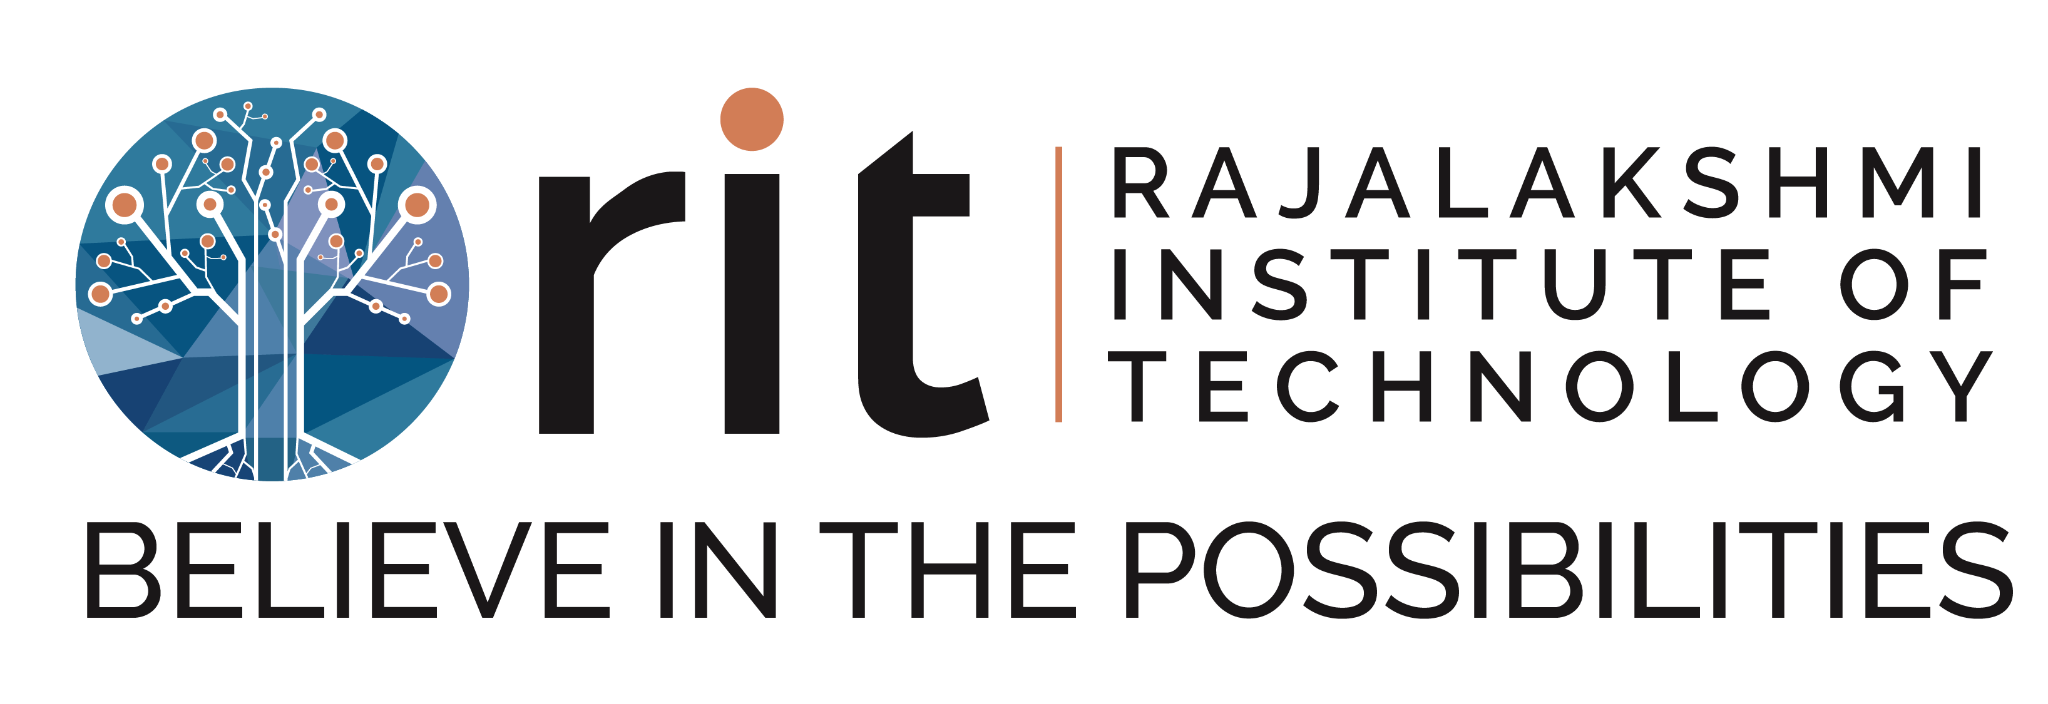 rit
RAJALAKSHMI
INSTITUTE OF
TECHNOLOGY
BELIEVE IN THE POSSIBILITIES